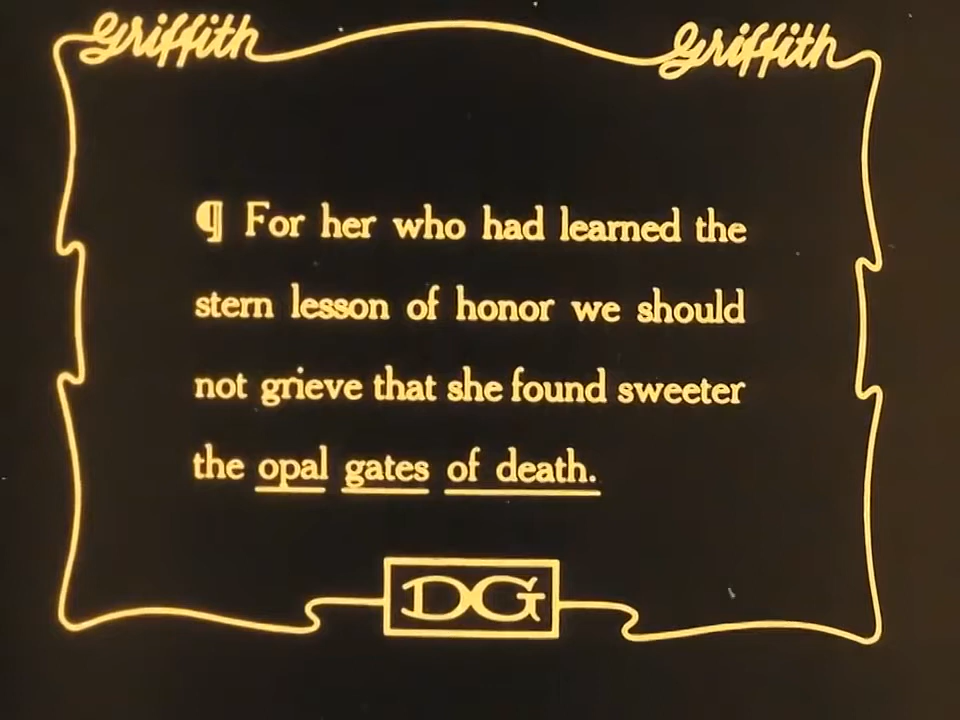 Griffith Griffith
¶ For her who had learned the
stern lesson of honor we should
not grieve that she found sweeter
the opal gates of death.
DG